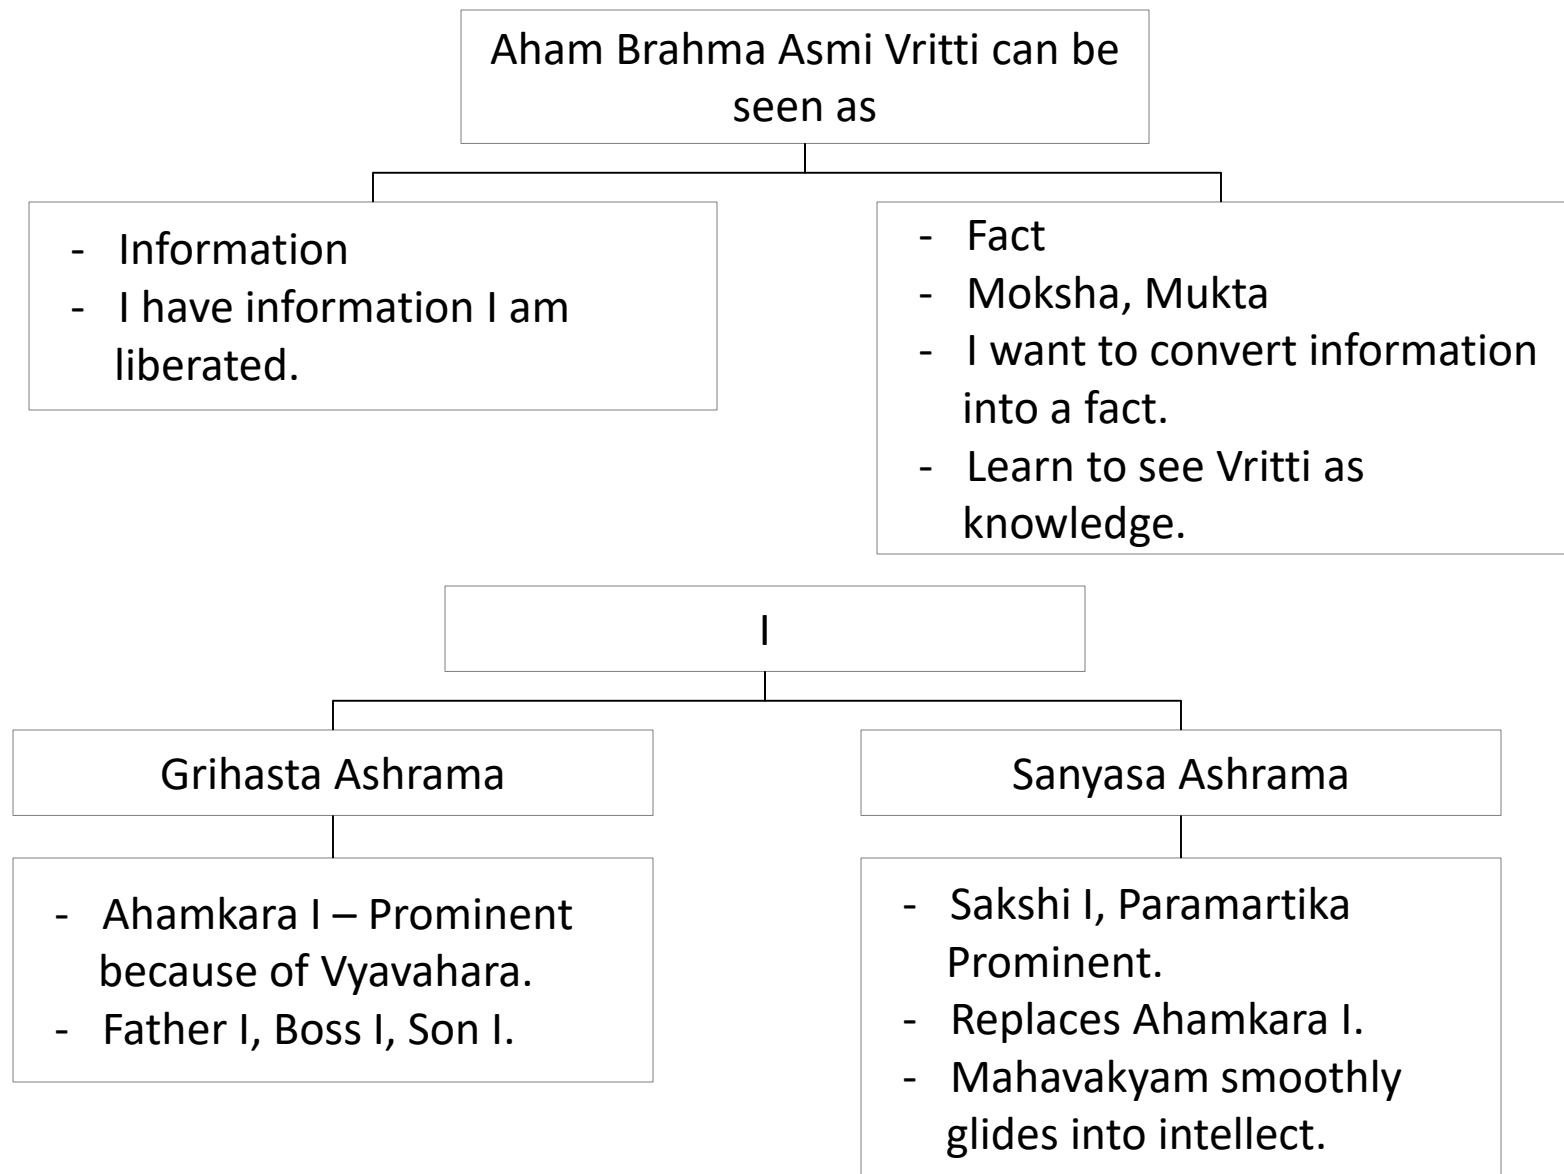 Aham Brahma Asmi Vritti can be
seen as
- Information
- I have information I am
liberated.
- Fact
- Moksha, Mukta
- I want to convert information
into a fact.
- Learn to see Vritti as
knowledge.
I
Grihasta Ashrama
Sanyasa Ashrama
- Ahamkara I – Prominent
because of Vyavahara.
- Father I, Boss I, Son I.
- Sakshi I, Paramartika
Prominent.
- Replaces Ahamkara I.
- Mahavakyam smoothly
glides into intellect.